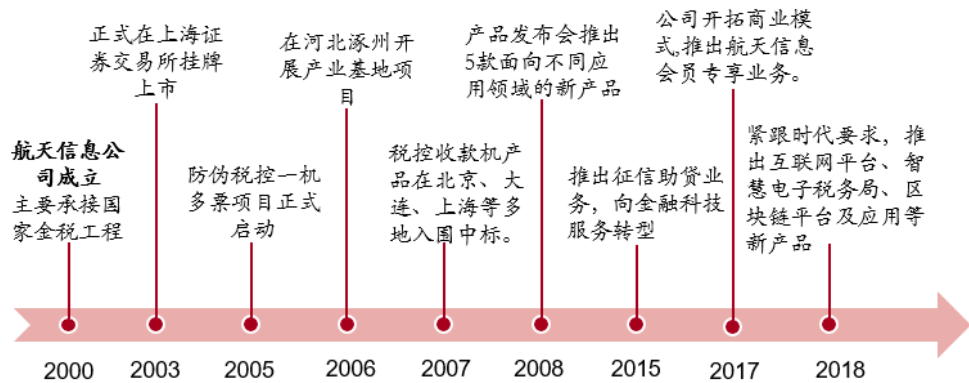 航天信息公
司成立
主要承接国
家金税工程
正式在上海证
券交易所挂牌
上市
防伪税控一机
多票项目正式
启动
在河北涿州开
展产业基地项
目
税控收款机产
品在北京、大
连、上海等多
地入围中标。
产品发布会推出
5款面向不同应
用领域的新产品
推出征信助贷业
务，向金融科技
服务转型
公司开拓商业模
式,推出航天信息
会员专享业务。
紧跟时代要求，推
出互联网平台、智
慧电子税务局、区
块链平台及应用等
新产品
2000 2003 2005 2006 2007 2008 2015 2017 2018